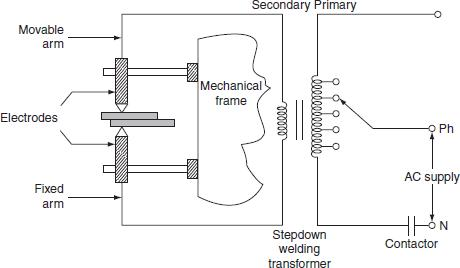 Secondary Primary
Movable
arm
Mechanical
frame
Electrodes
Ph
AC supply
Fixed
arm
N
Contactor
Stepdown
welding
transformer